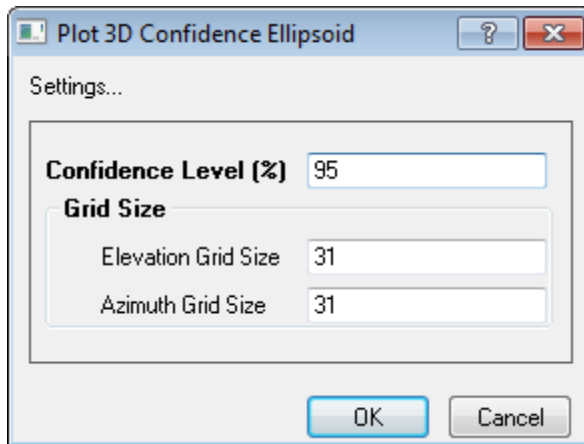 Plot 3D Confidence Ellipsoid
Settings...
Confidence Level (%) 95
Grid Size
Elevation Grid Size 31
Azimuth Grid Size 31
OK Cancel